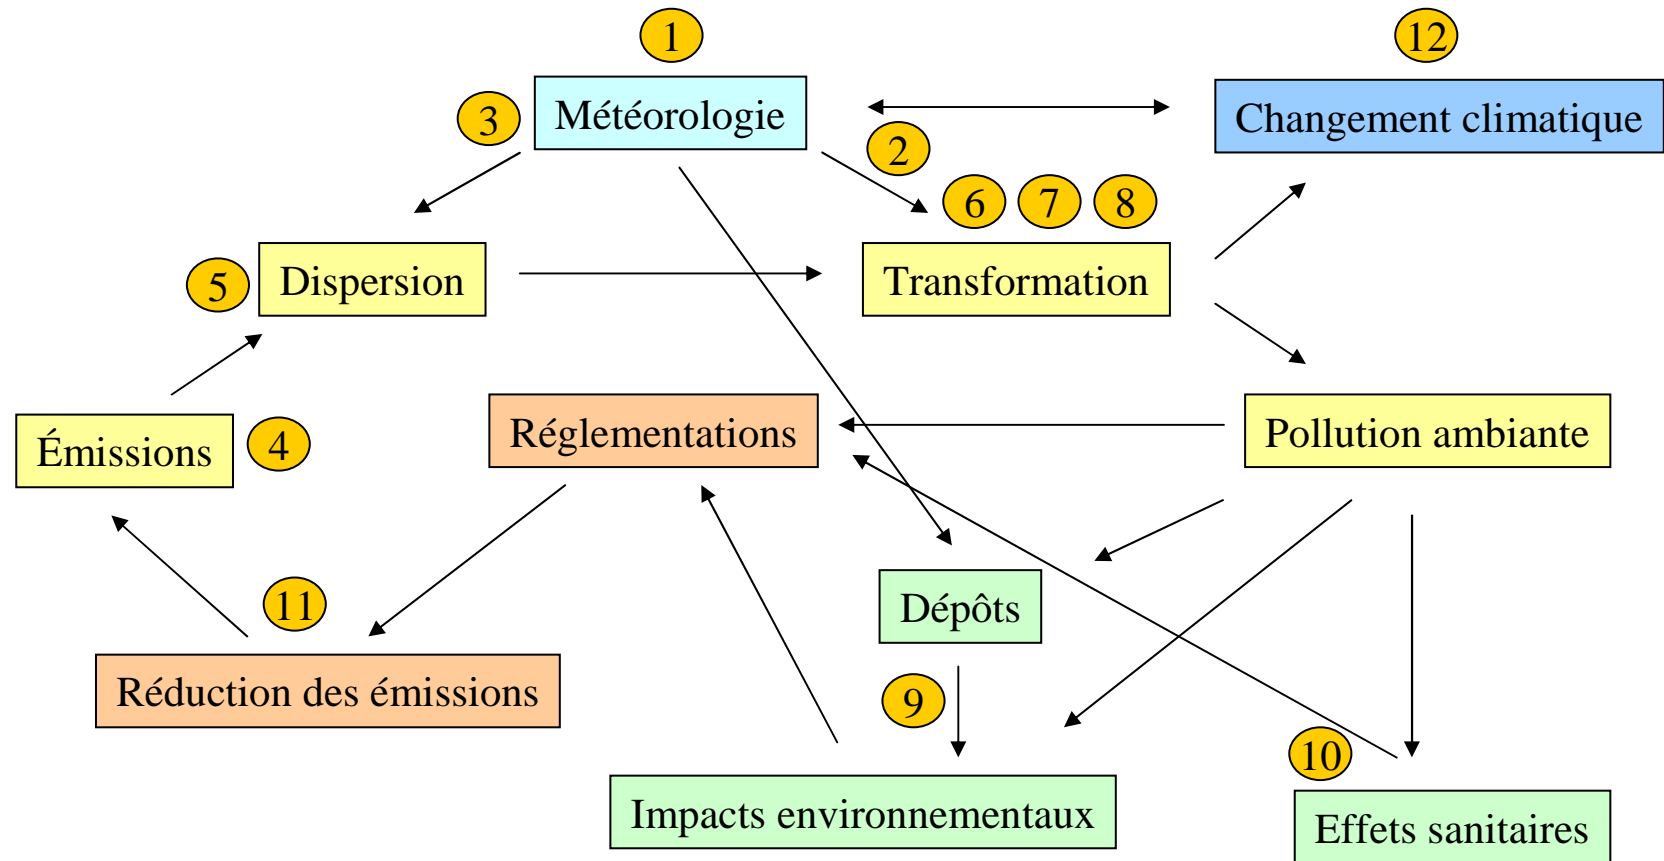 1
12
3
Météorologie
Changement climatique
2
6 7 8
5
Dispersion
Transformation
Émissions
4
Réglementations
Pollution ambiante
11
Dépôts
Réduction des émissions
9
10
Impacts environnementaux
Effets sanitaires